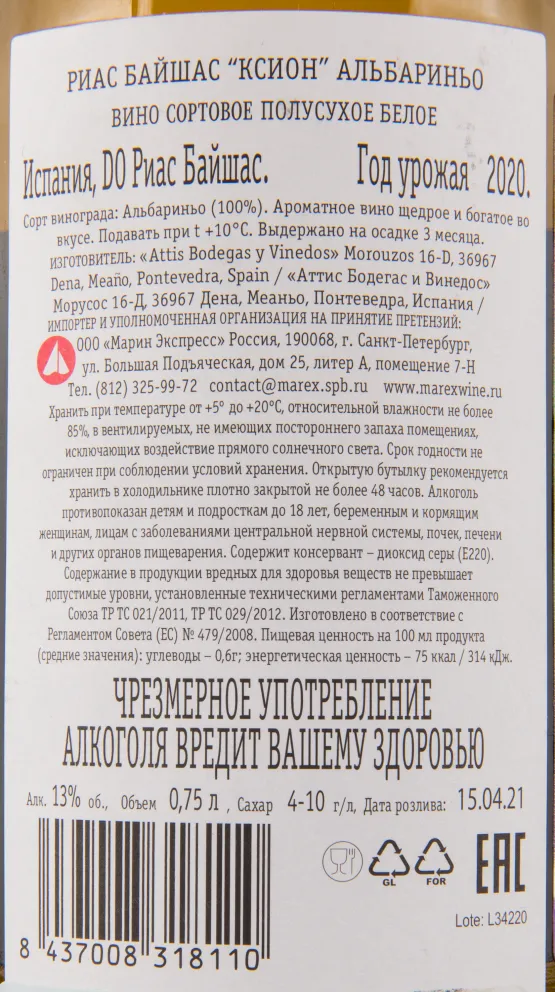 РИАС БАЙШАС “КСИОН” АЛЬБАРИНЬО
ВИНО СОРТОВОЕ ПОЛУСУХОЕ БЕЛОЕ
Испания, DO Риас Байшас. Год урожая 2020.
Сорт винограда: Альбариньо (100%). Ароматное вино щедрое и богатое во
вкусе. Подавать при t +10°C. Выдержано на осадке 3 месяца.
ИЗГОТОВИТЕЛЬ: «Attis Bodegas y Vinedos» Morouzos 16-D, 36967
Dena, Meaño, Pontevedra, Spain / «Аттис Бодегас и Винедос»
Морусос 16-Д, 36967 Дена, Меаньо, Понтеведра, Испания /
ИМПОРТЕР И УПОЛНОМОЧЕННАЯ ОРГАНИЗАЦИЯ НА ПРИНЯТИЕ ПРЕТЕНЗИЙ:
ООО «Марин Экспресс» Россия, 190068, г. Санкт-Петербург,
ул. Большая Подъяческая, дом 25, литер А, помещение 7-Н
Тел. (812) 325-99-72 contact@marex.spb.ru www.marexwine.ru
Хранить при температуре от +5° до +20°C, относительной влажности не более
85%, в вентилируемых, не имеющих постороннего запаха помещениях,
исключающих воздействие прямого солнечного света. Срок годности не
ограничен при соблюдении условий хранения. Открытую бутылку рекомендуется
хранить в холодильнике плотно закрытой не более 48 часов. Алкоголь
противопоказан детям и подросткам до 18 лет, беременным и кормящим
женщинам, лицам с заболеваниями центральной нервной системы, почек, печени
и других органов пищеварения. Содержит консервант – диоксид серы (E220).
Содержание в продукции вредных для здоровья веществ не превышает
допустимые уровни, установленные техническими регламентами Таможенного
Союза ТР ТС 021/2011, ТР ТС 029/2012. Изготовлено в соответствие с
Регламентом Совета (ЕС) № 479/2008. Пищевая ценность на 100 мл продукта
(средние значения): углеводы – 0,6г; энергетическая ценность – 75 ккал / 314 кДж.
ЧРЕЗМЕРНОЕ УПОТРЕБЛЕНИЕ
АЛКОГОЛЯ ВРЕДИТ ВАШЕМУ ЗДОРОВЬЮ
Алк. 13% об., Объем 0,75 л , Сахар 4-10 г/л, Дата розлива: 15.04.21
GL FOR EAC
Lote: L34220
8 437008 318110